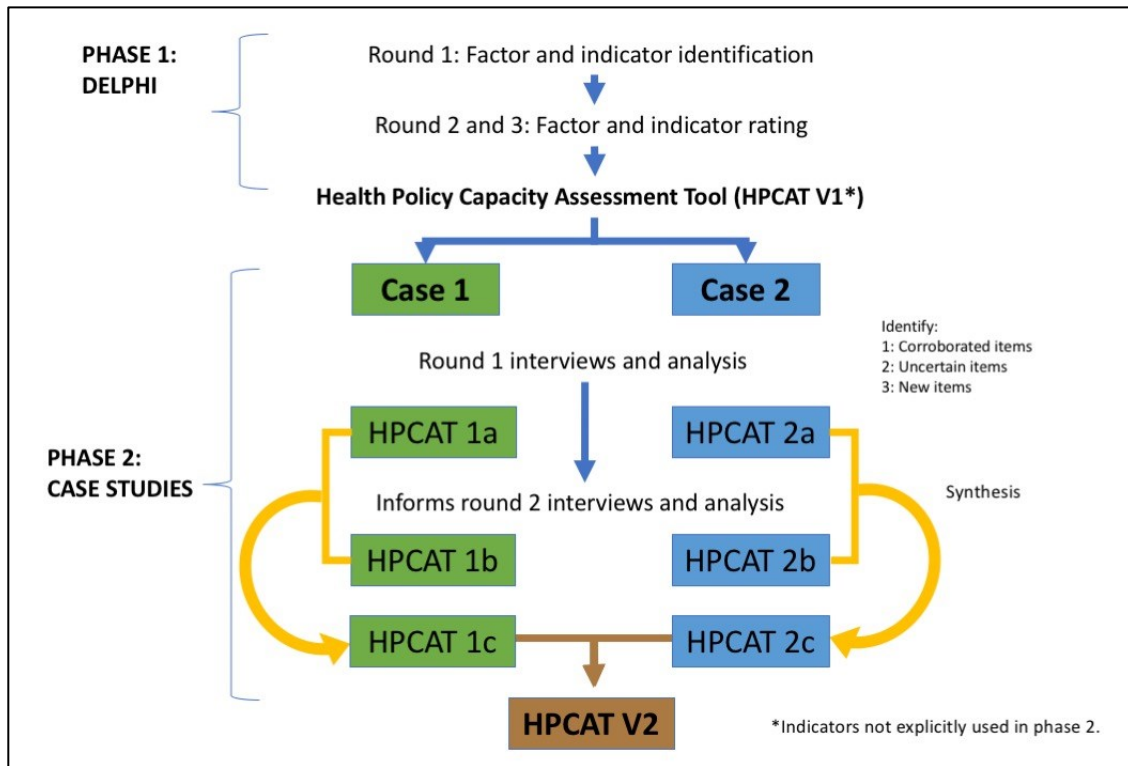 PHASE 1:
DELPHI
Round 1: Factor and indicator identification
Round 2 and 3: Factor and indicator rating
Health Policy Capacity Assessment Tool (HPCAT V1*)
Case 1
Case 2
Identify:
1: Corroborated items
2: Uncertain items
3: New items
Round 1 interviews and analysis
PHASE 2:
CASE STUDIES
HPCAT 1a
HPCAT 2a
Informs round 2 interviews and analysis
Synthesis
HPCAT 1b
HPCAT 2b
HPCAT 1c
HPCAT 2c
HPCAT V2
*Indicators not explicitly used in phase 2.